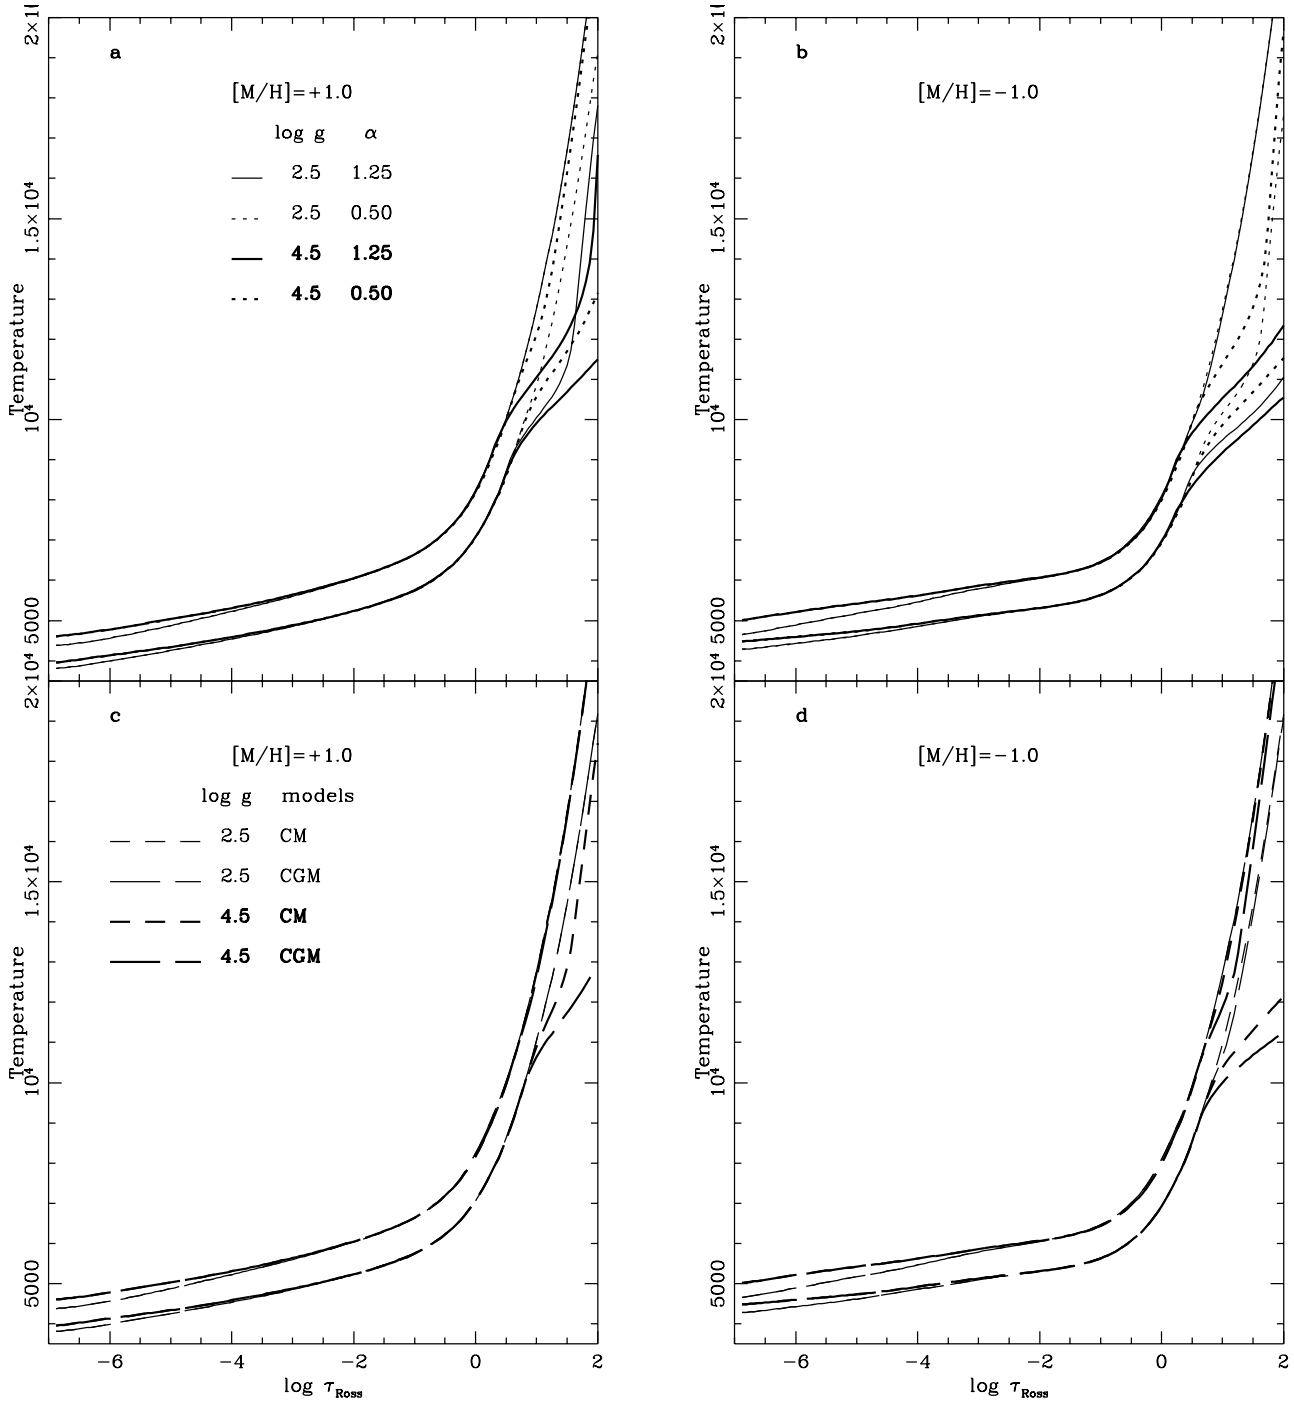 a
[M/H]=+1.0
log g α
2.5 1.25
2.5 0.50
4.5 1.25
4.5 0.50
Temperature
5000
10⁴
1.5×10⁴
b
[M/H]=−1.0
Temperature
5000
10⁴
1.5×10⁴
c
[M/H]=+1.0
log g models
2.5 CM
2.5 CGM
4.5 CM
4.5 CGM
Temperature
5000
10⁴
1.5×10⁴
2×10⁴
−6 −4 −2 0 2
log τRoss
d
[M/H]=−1.0
Temperature
5000
10⁴
1.5×10⁴
2×10⁴
−6 −4 −2 0 2
log τRoss